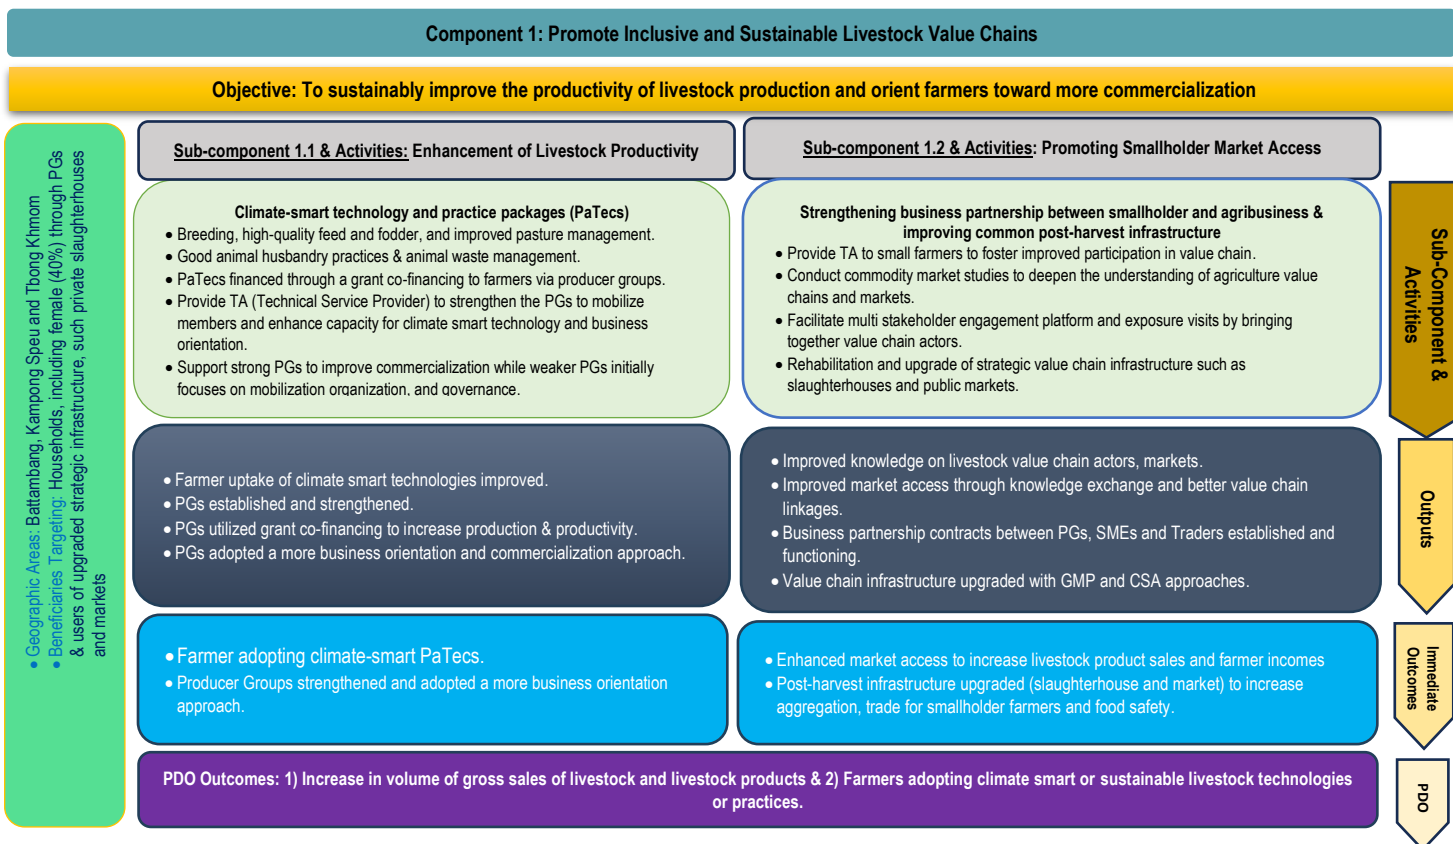 Component 1: Promote Inclusive and Sustainable Livestock Value Chains
Objective: To sustainably improve the productivity of livestock production and orient farmers toward more commercialization
• Geographic Areas: Battambang, Kampong Speu and Tbong Khmom
• Beneficiaries Targeting: Households, including female (40%) through PGs
& users of upgraded strategic infrastructure, such private slaughterhouses
and markets
Sub-component 1.1 & Activities: Enhancement of Livestock Productivity
Climate-smart technology and practice packages (PaTecs)
• Breeding, high-quality feed and fodder, and improved pasture management.
• Good animal husbandry practices & animal waste management.
• PaTecs financed through a grant co-financing to farmers via producer groups.
• Provide TA (Technical Service Provider) to strengthen the PGs to mobilize
members and enhance capacity for climate smart technology and business
orientation.
• Support strong PGs to improve commercialization while weaker PGs initially
focuses on mobilization organization, and governance.
Sub-component 1.2 & Activities: Promoting Smallholder Market Access
Strengthening business partnership between smallholder and agribusiness &
improving common post-harvest infrastructure
• Provide TA to small farmers to foster improved participation in value chain.
• Conduct commodity market studies to deepen the understanding of agriculture value
chains and markets.
• Facilitate multi stakeholder engagement platform and exposure visits by bringing
together value chain actors.
• Rehabilitation and upgrade of strategic value chain infrastructure such as
slaughterhouses and public markets.
Sub-Component &
Activities
• Farmer uptake of climate smart technologies improved.
• PGs established and strengthened.
• PGs utilized grant co-financing to increase production & productivity.
• PGs adopted a more business orientation and commercialization approach.
• Improved knowledge on livestock value chain actors, markets.
• Improved market access through knowledge exchange and better value chain
linkages.
• Business partnership contracts between PGs, SMEs and Traders established and
functioning.
• Value chain infrastructure upgraded with GMP and CSA approaches.
Outputs
• Farmer adopting climate-smart PaTecs.
• Producer Groups strengthened and adopted a more business orientation
approach.
• Enhanced market access to increase livestock product sales and farmer incomes
• Post-harvest infrastructure upgraded (slaughterhouse and market) to increase
aggregation, trade for smallholder farmers and food safety.
Immediate
Outcomes
PDO Outcomes: 1) Increase in volume of gross sales of livestock and livestock products & 2) Farmers adopting climate smart or sustainable livestock technologies
or practices.
PDO